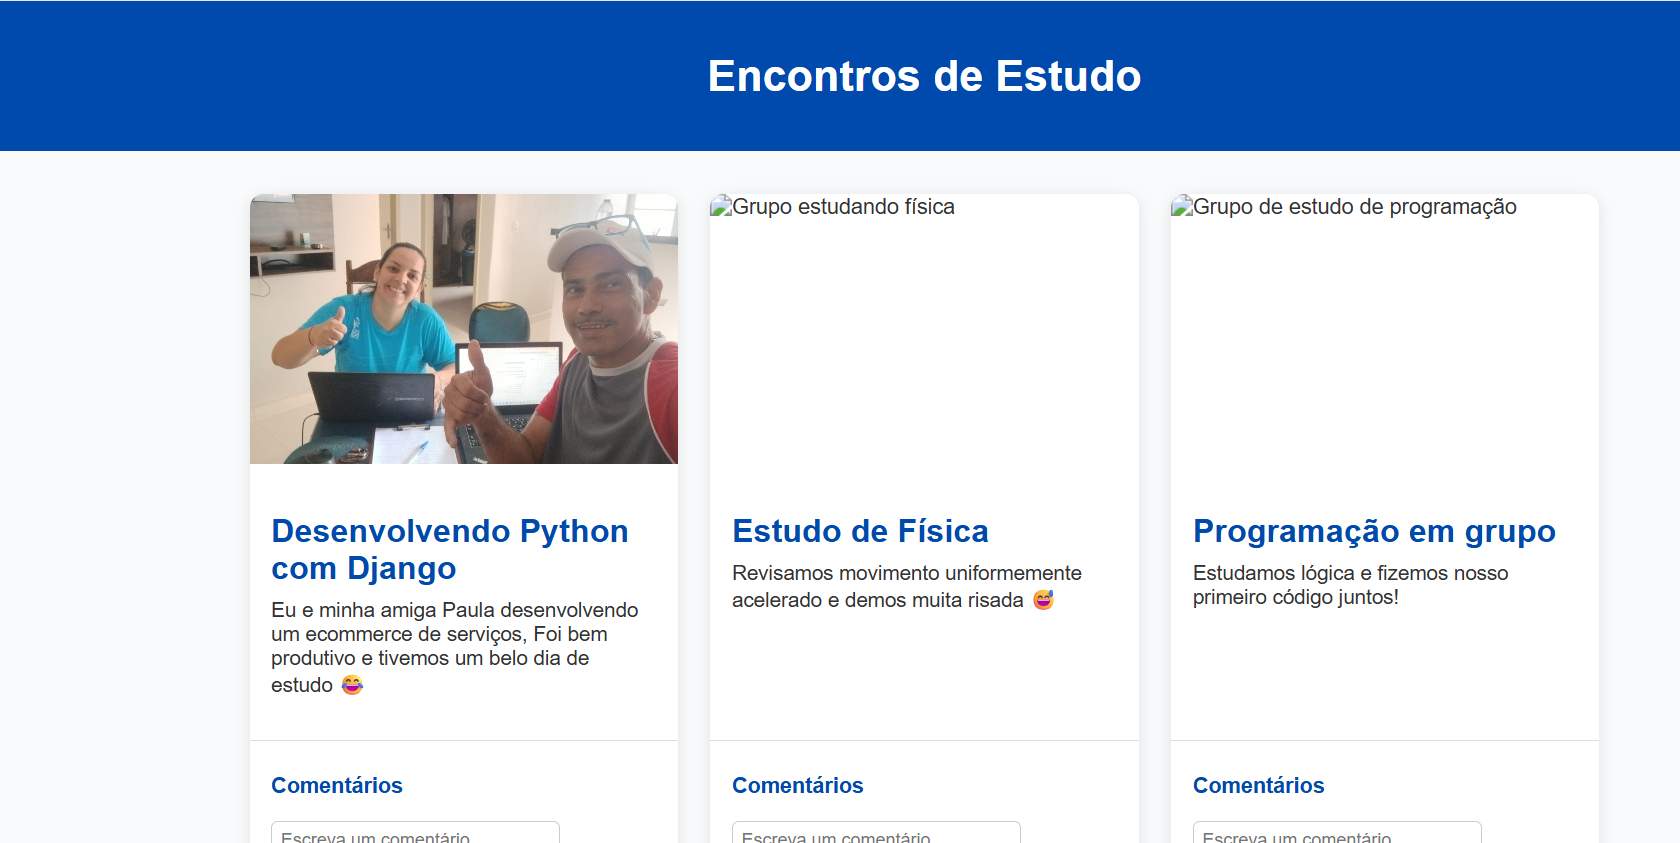 Encontros de Estudo
Grupo estudando física
Grupo de estudo de programação
Desenvolvendo Python
com Django
Eu e minha amiga Paula desenvolvendo
um ecommerce de serviços, Foi bem
produtivo e tivemos um belo dia de
estudo 😂
Comentários
Escreva um comentário
Estudo de Física
Revisamos movimento uniformemente
acelerado e demos muita risada 😅
Comentários
Escreva um comentário
Programação em grupo
Estudamos lógica e fizemos nosso
primeiro código juntos!
Comentários
Escreva um comentário